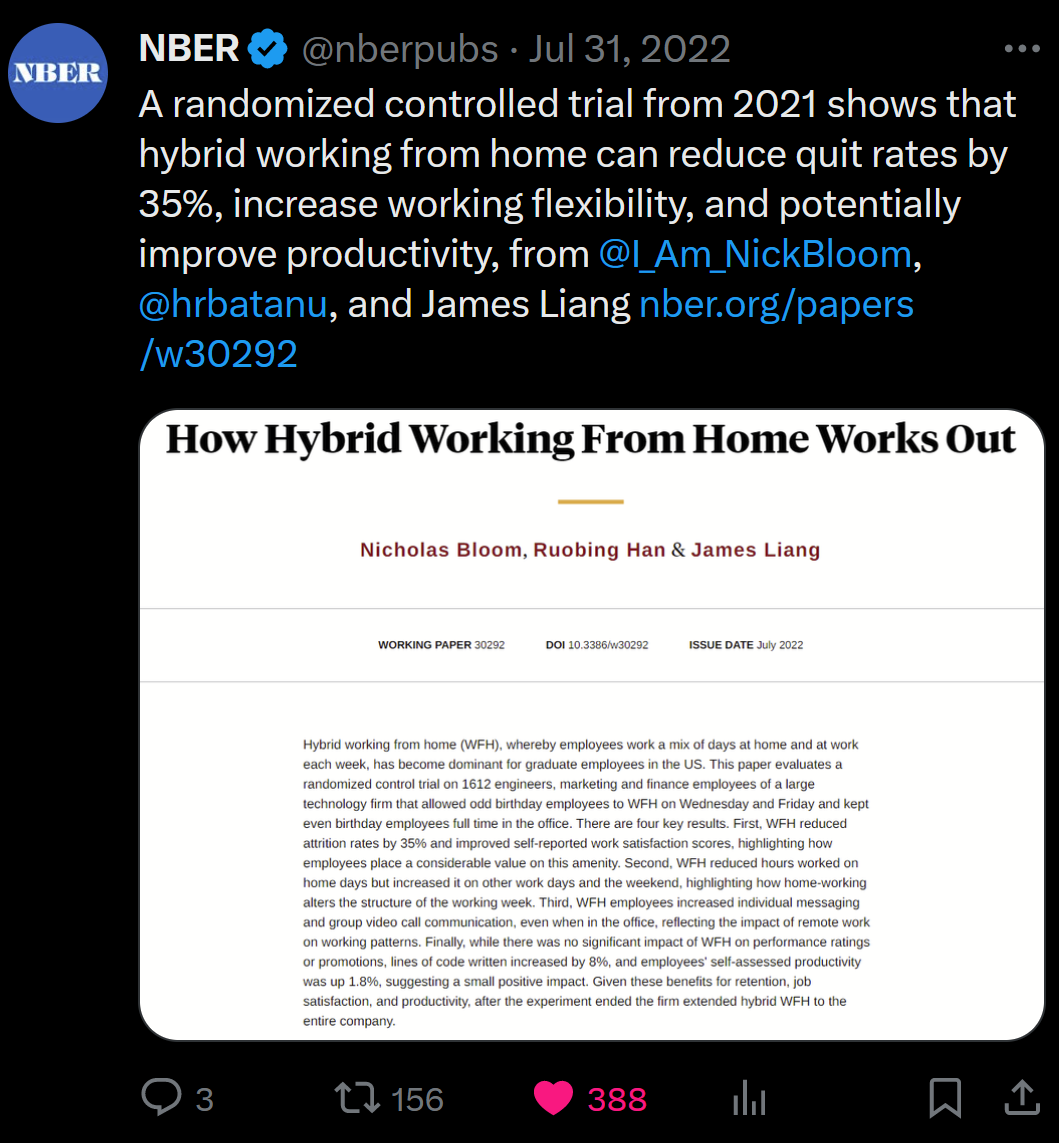 NBER
NBER @nberpubs · Jul 31, 2022
A randomized controlled trial from 2021 shows that
hybrid working from home can reduce quit rates by
35%, increase working flexibility, and potentially
improve productivity, from @I_Am_NickBloom,
@hrbatanu, and James Liang nber.org/papers
/w30292
How Hybrid Working From Home Works Out
Nicholas Bloom, Ruobing Han & James Liang
WORKING PAPER 30292 DOI 10.3386/w30292 ISSUE DATE July 2022
Hybrid working from home (WFH), whereby employees work a mix of days at home and at work
each week, has become dominant for graduate employees in the US. This paper evaluates a
randomized control trial on 1612 engineers, marketing and finance employees of a large
technology firm that allowed odd birthday employees to WFH on Wednesday and Friday and kept
even birthday employees full time in the office. There are four key results. First, WFH reduced
attrition rates by 35% and improved self-reported work satisfaction scores, highlighting how
employees place a considerable value on this amenity. Second, WFH reduced hours worked on
home days but increased it on other work days and the weekend, highlighting how home-working
alters the structure of the working week. Third, WFH employees increased individual messaging
and group video call communication, even when in the office, reflecting the impact of remote work
on working patterns. Finally, while there was no significant impact of WFH on performance ratings
or promotions, lines of code written increased by 8%, and employees' self-assessed productivity
was up 1.8%, suggesting a small positive impact. Given these benefits for retention, job
satisfaction, and productivity, after the experiment ended the firm extended hybrid WFH to the
entire company.
3 156 388